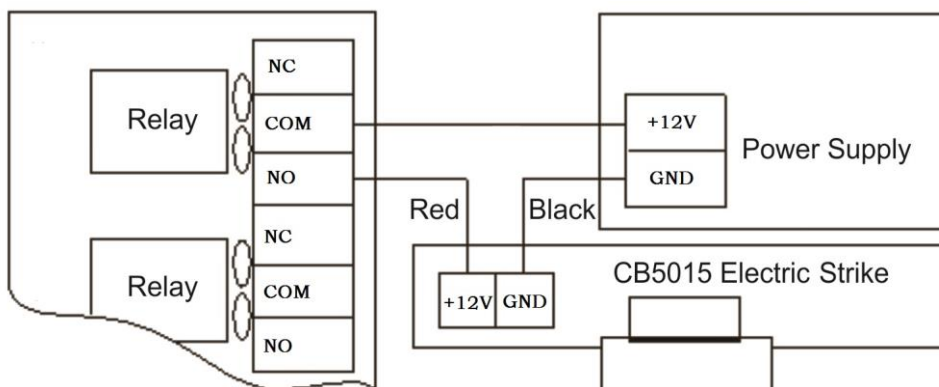 NC
Relay
COM
NO
+12V
Power Supply
GND
Red
Black
NC
Relay
COM
NO
CB5015 Electric Strike
+12V
GND